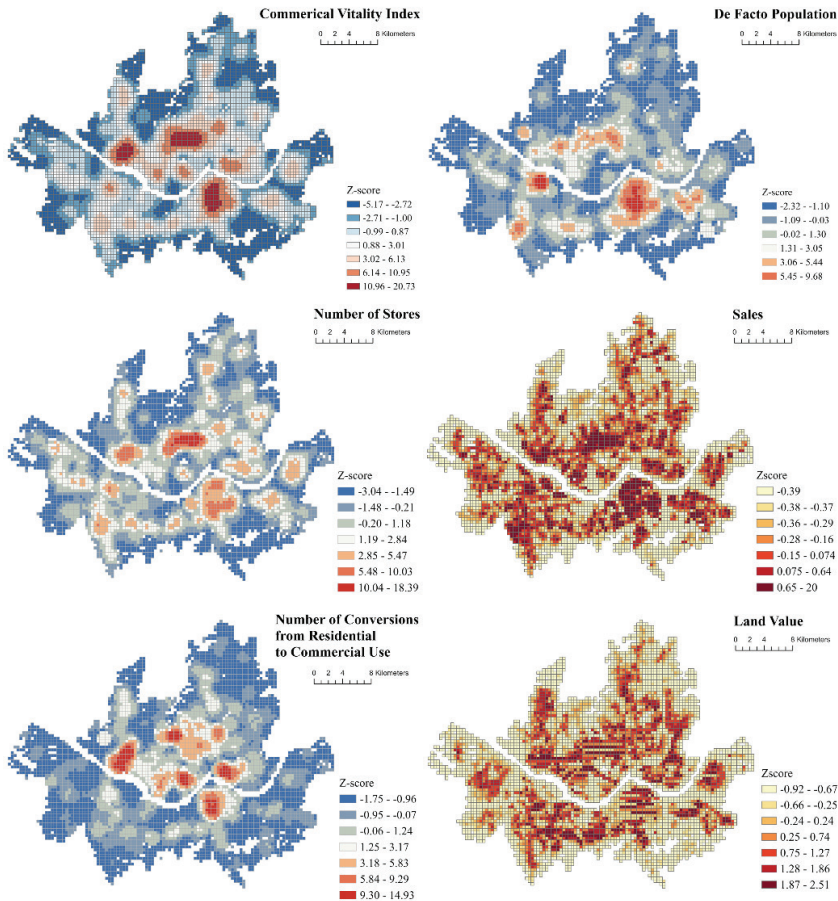 Commerical Vitality Index
0 2 4 8 Kilometers
Z-score
-5.17 - -2.72
-2.71 - -1.00
-0.99 - 0.87
0.88 - 3.01
3.02 - 6.13
6.14 - 10.95
10.96 - 20.73
De Facto Population
0 2 4 8 Kilometers
Z-score
-2.32 - -1.10
-1.09 - -0.03
-0.02 - 1.30
1.31 - 3.05
3.06 - 5.44
5.45 - 9.68
Number of Stores
0 2 4 8 Kilometers
Z-score
-3.04 - -1.49
-1.48 - -0.21
-0.20 - 1.18
1.19 - 2.84
2.85 - 5.47
5.48 - 10.03
10.04 - 18.39
Sales
0 2 4 8 Kilometers
Zscore
-0.39
-0.38 - -0.37
-0.36 - -0.29
-0.28 - -0.16
-0.15 - 0.074
0.075 - 0.64
0.65 - 20
Number of Conversions
from Residential
to Commercial Use
0 2 4 8 Kilometers
Z-score
-1.75 - -0.96
-0.95 - -0.07
-0.06 - 1.24
1.25 - 3.17
3.18 - 5.83
5.84 - 9.29
9.30 - 14.93
Land Value
0 2 4 8 Kilometers
Zscore
-0.92 - -0.67
-0.66 - -0.25
-0.24 - 0.24
0.25 - 0.74
0.75 - 1.27
1.28 - 1.86
1.87 - 2.51